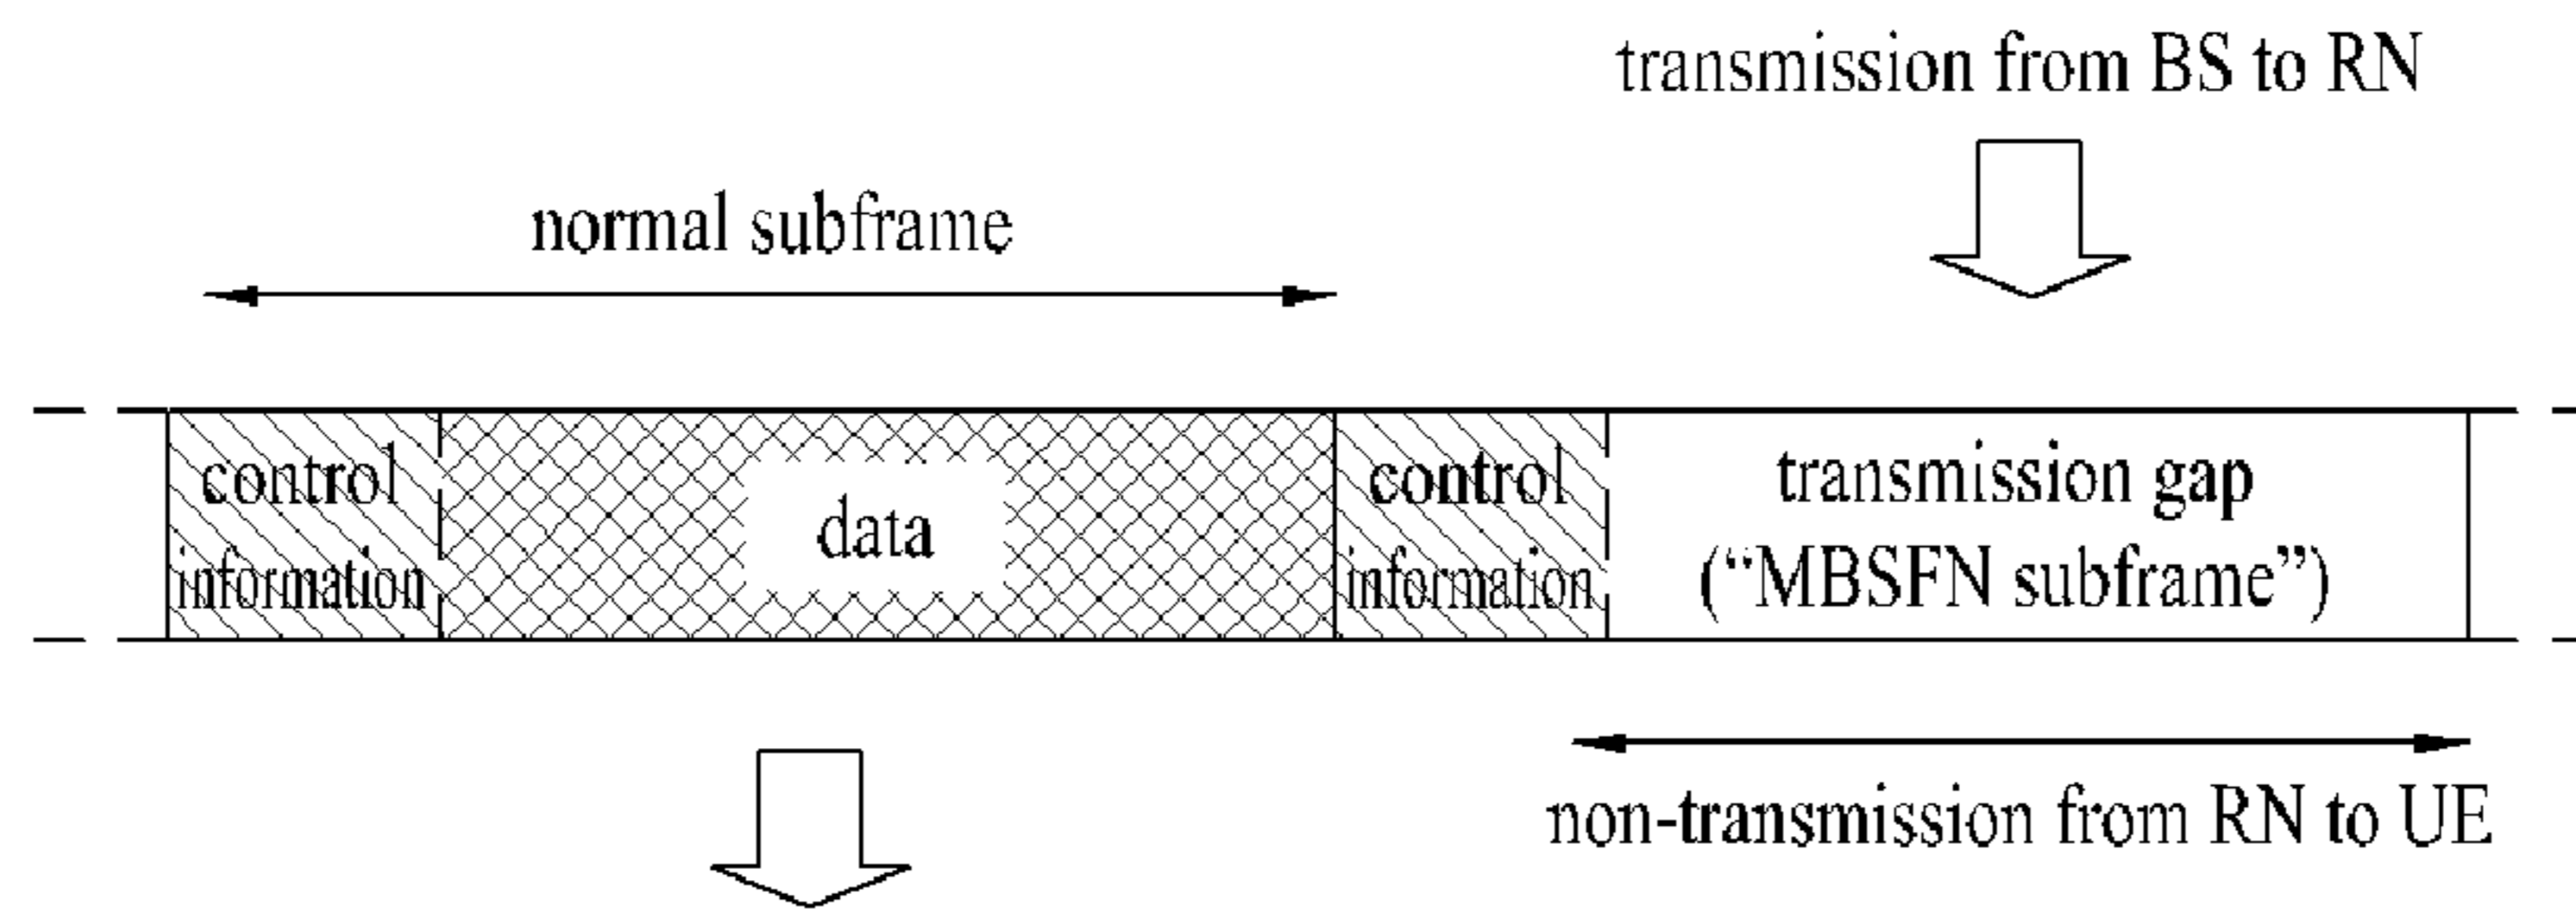 transmission from BS to RN
normal subframe
control
information
data
control
information
transmission gap
("MBSFN subframe")
non-transmission from RN to UE